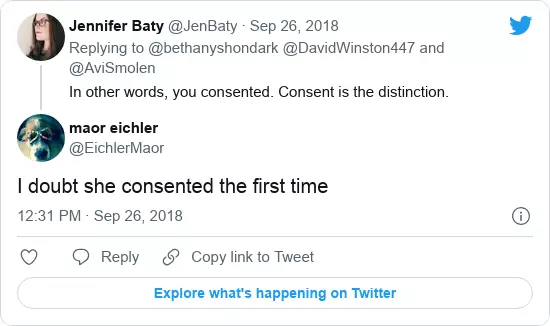 Jennifer Baty @JenBaty · Sep 26, 2018
Replying to @bethanyshondark @DavidWinston447 and
@AviSmolen
In other words, you consented. Consent is the distinction.
maor eichler
@EichlerMaor
I doubt she consented the first time
12:31 PM · Sep 26, 2018
Reply Copy link to Tweet
Explore what's happening on Twitter